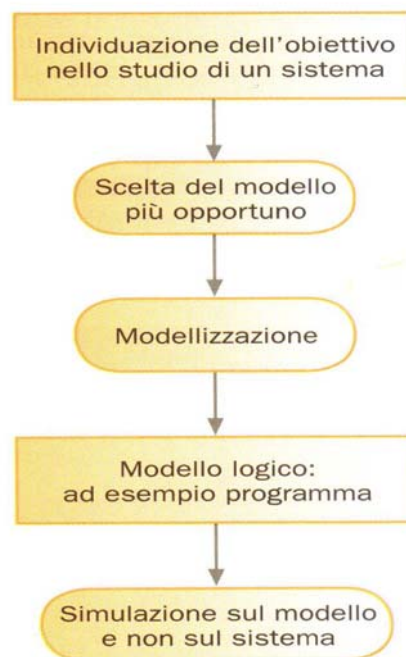 Individuazione dell'obiettivo
nello studio di un sistema
Scelta del modello
più opportuno
Modellizzazione
Modello logico:
ad esempio programma
Simulazione sul modello
e non sul sistema